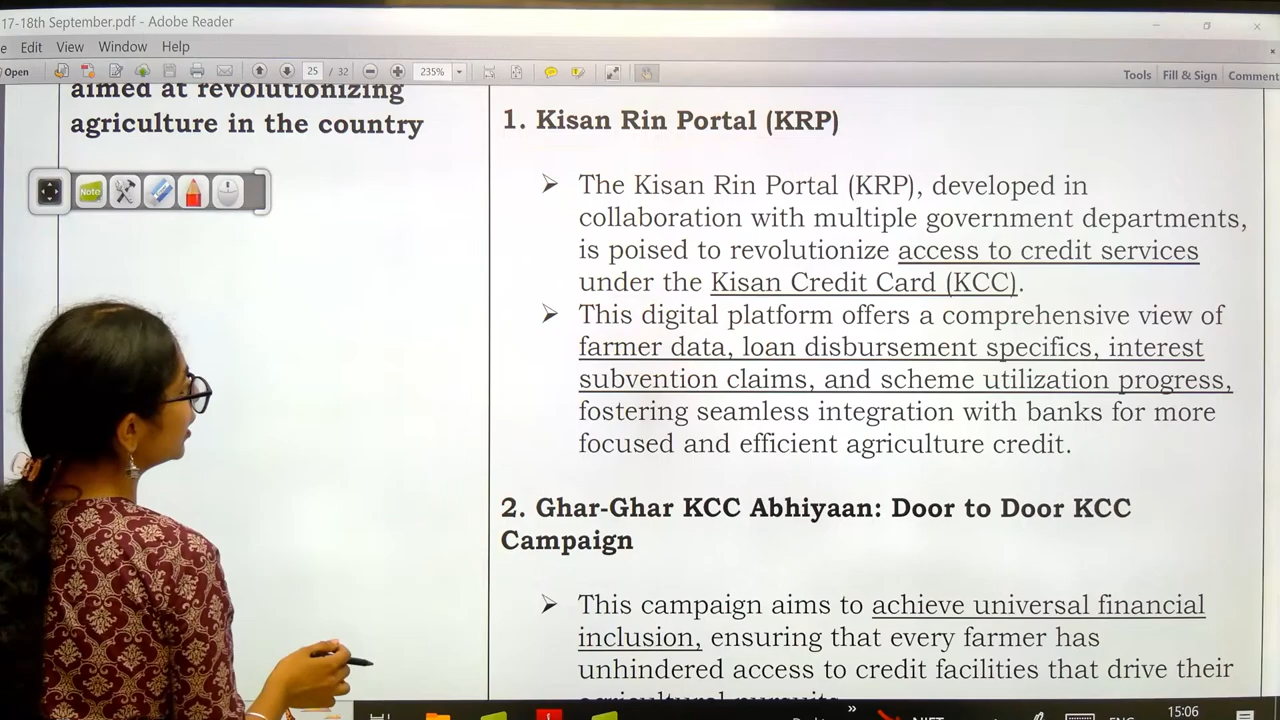 17-18th September.pdf - Adobe Reader
e Edit View Window Help
Open 25 / 32 235% Tools Fill & Sign Comment
aimed at revolutionizing
agriculture in the country
Note
1. Kisan Rin Portal (KRP)
➢ The Kisan Rin Portal (KRP), developed in
collaboration with multiple government departments,
is poised to revolutionize access to credit services
under the Kisan Credit Card (KCC).
➢ This digital platform offers a comprehensive view of
farmer data, loan disbursement specifics, interest
subvention claims, and scheme utilization progress,
fostering seamless integration with banks for more
focused and efficient agriculture credit.
2. Ghar-Ghar KCC Abhiyaan: Door to Door KCC
Campaign
➢ This campaign aims to achieve universal financial
inclusion, ensuring that every farmer has
unhindered access to credit facilities that drive their
agricultural pursuits
15:06